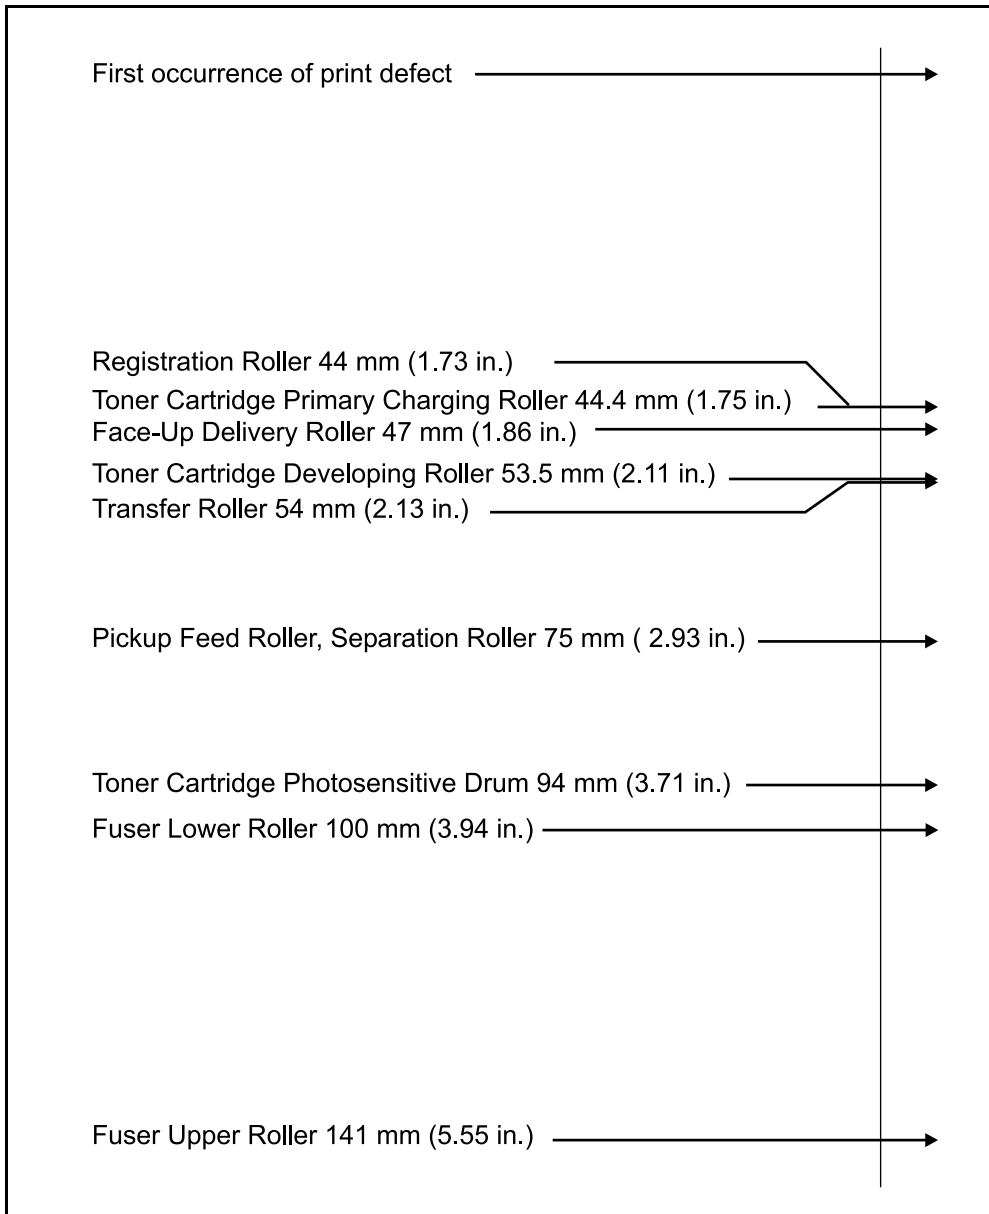 First occurrence of print defect
Registration Roller 44 mm (1.73 in.)
Toner Cartridge Primary Charging Roller 44.4 mm (1.75 in.)
Face-Up Delivery Roller 47 mm (1.86 in.)
Toner Cartridge Developing Roller 53.5 mm (2.11 in.)
Transfer Roller 54 mm (2.13 in.)
Pickup Feed Roller, Separation Roller 75 mm ( 2.93 in.)
Toner Cartridge Photosensitive Drum 94 mm (3.71 in.)
Fuser Lower Roller 100 mm (3.94 in.)
Fuser Upper Roller 141 mm (5.55 in.)